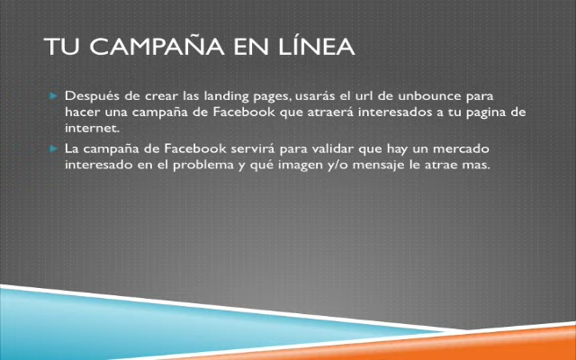 TU CAMPAÑA EN LÍNEA
Después de crear las landing pages, usarás el url de unbounce para
hacer una campaña de Facebook que atraerá interesados a tu pagina de
internet.
La campaña de Facebook servirá para validar que hay un mercado
interesado en el problema y qué imagen y/o mensaje le atrae mas.